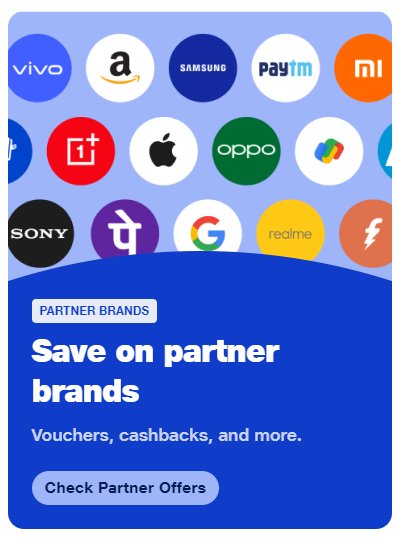 vivo
a
SAMSUNG
paytm
mi
1+
oppo
SONY
पे
G
realme
PARTNER BRANDS
Save on partner
brands
Vouchers, cashbacks, and more.
Check Partner Offers